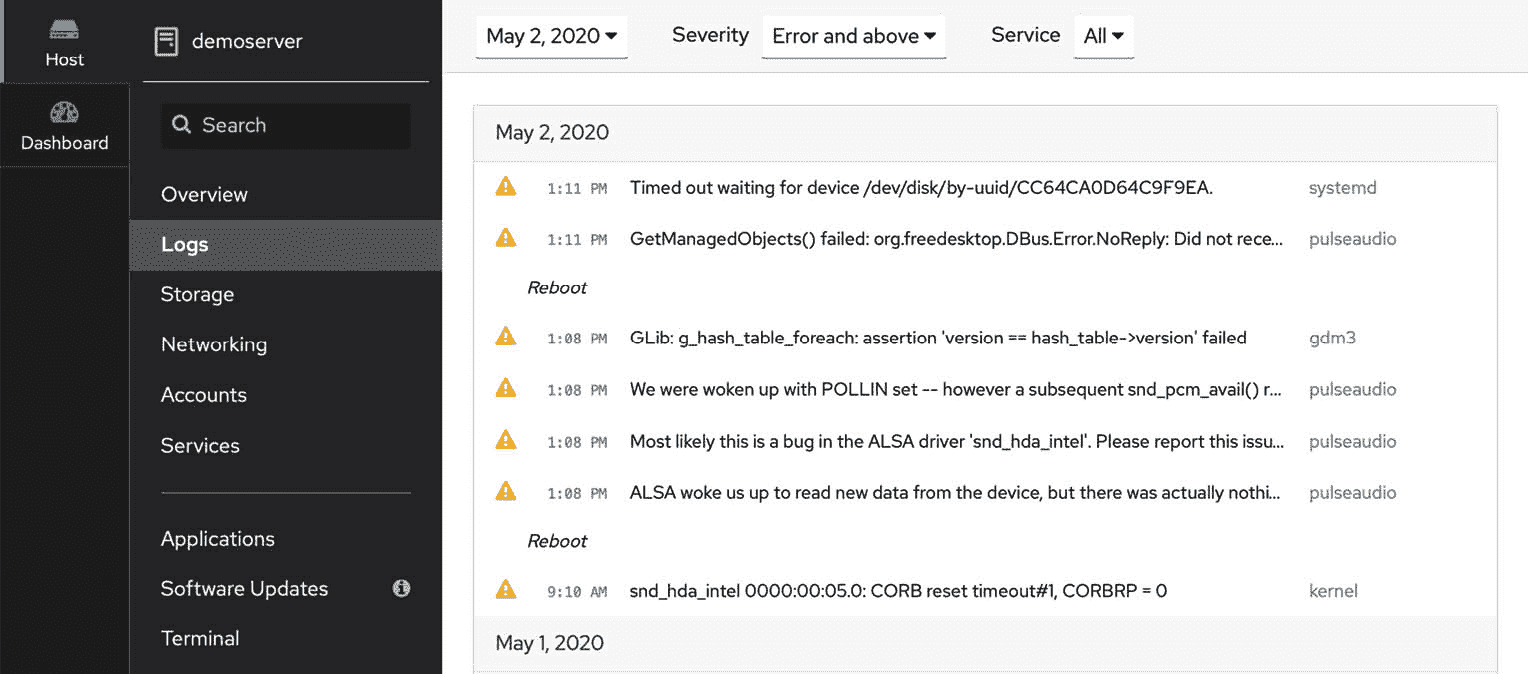 Host
Dashboard
demoserver
Search
Overview
Logs
Storage
Networking
Accounts
Services
Applications
Software Updates
Terminal
May 2, 2020 Severity Error and above Service All
May 2, 2020
1:11 PM Timed out waiting for device /dev/disk/by-uuid/CC64CA0D64C9F9EA. systemd
1:11 PM GetManagedObjects() failed: org.freedesktop.DBus.Error.NoReply: Did not rece... pulseaudio
Reboot
1:08 PM GLib: g_hash_table_foreach: assertion 'version == hash_table->version' failed gdm3
1:08 PM We were woken up with POLLIN set -- however a subsequent snd_pcm_avail() r... pulseaudio
1:08 PM Most likely this is a bug in the ALSA driver 'snd_hda_intel'. Please report this issu... pulseaudio
1:08 PM ALSA woke us up to read new data from the device, but there was actually nothi... pulseaudio
Reboot
9:10 AM snd_hda_intel 0000:00:05.0: CORB reset timeout#1, CORBRP = 0 kernel
May 1, 2020